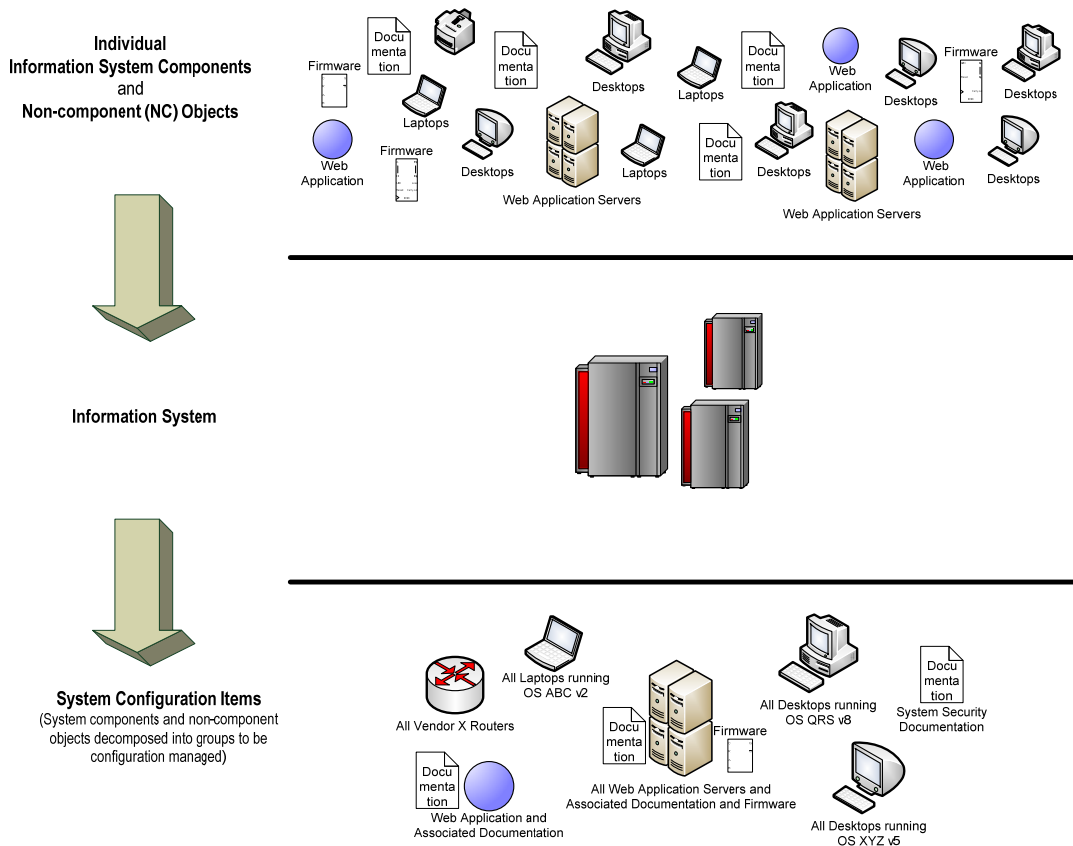 Individual
Information System Components
and
Non-component (NC) Objects
Firmware
Docu
menta
tion
Docu
menta
tion
Desktops
Laptops
Docu
menta
tion
Web
Application
Desktops
Firmware
Desktops
Web
Application
Firmware
Laptops
Desktops
Web Application Servers
Laptops
Docu
menta
tion
Desktops
Web Application Servers
Web
Application
Desktops
Information System
System Configuration Items
(System components and non-component
objects decomposed into groups to be
configuration managed)
All Vendor X Routers
All Laptops running
OS ABC v2
Docu
menta
tion
Firmware
All Web Application Servers and
Associated Documentation and Firmware
All Desktops running
OS QRS v8
Docu
menta
tion
System Security
Documentation
Docu
menta
tion
Web Application and
Associated Documentation
All Desktops running
OS XYZ v5